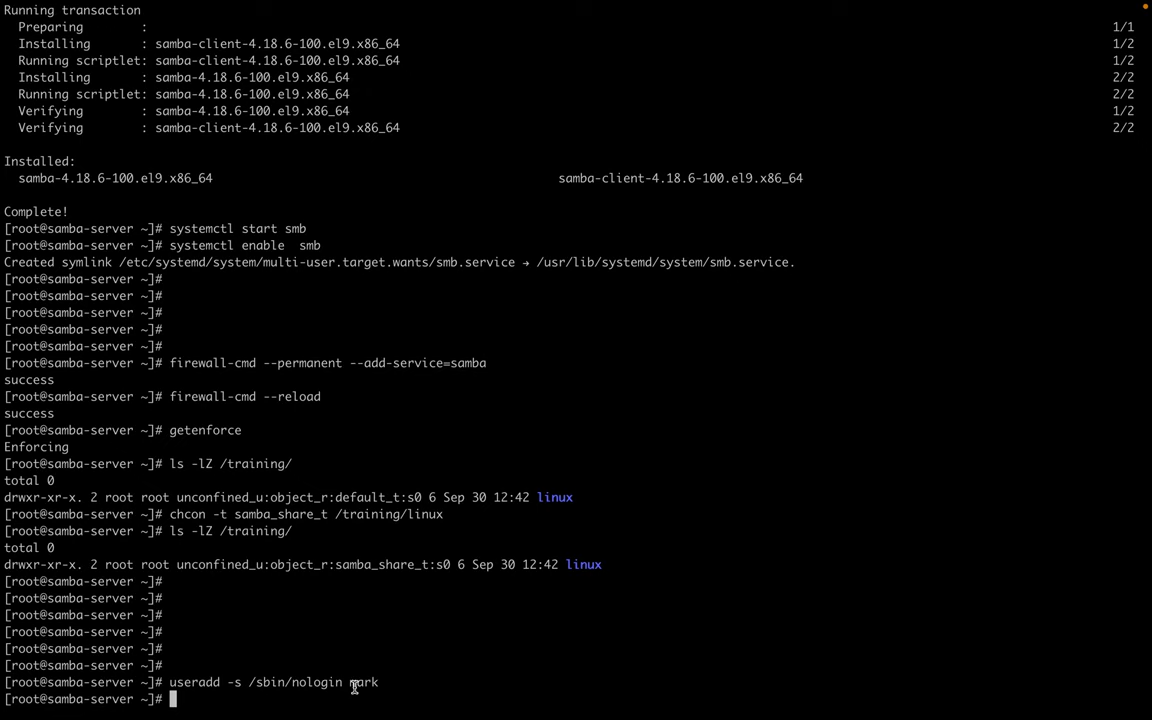 Running transaction
  Preparing        :                                                                 1/1
  Installing       : samba-client-4.18.6-100.el9.x86_64                              1/2
  Running scriptlet: samba-client-4.18.6-100.el9.x86_64                              1/2
  Installing       : samba-4.18.6-100.el9.x86_64                                     2/2
  Running scriptlet: samba-4.18.6-100.el9.x86_64                                     2/2
  Verifying        : samba-4.18.6-100.el9.x86_64                                     1/2
  Verifying        : samba-client-4.18.6-100.el9.x86_64                              2/2
Installed:
  samba-4.18.6-100.el9.x86_64                    samba-client-4.18.6-100.el9.x86_64
Complete!
[root@samba-server ~]# systemctl start smb
[root@samba-server ~]# systemctl enable  smb
Created symlink /etc/systemd/system/multi-user.target.wants/smb.service → /usr/lib/systemd/system/smb.service.
[root@samba-server ~]#
[root@samba-server ~]#
[root@samba-server ~]#
[root@samba-server ~]#
[root@samba-server ~]#
[root@samba-server ~]# firewall-cmd --permanent --add-service=samba
success
[root@samba-server ~]# firewall-cmd --reload
success
[root@samba-server ~]# getenforce
Enforcing
[root@samba-server ~]# ls -lZ /training/
total 0
drwxr-xr-x. 2 root root unconfined_u:object_r:default_t:s0 6 Sep 30 12:42 linux
[root@samba-server ~]# chcon -t samba_share_t /training/linux
[root@samba-server ~]# ls -lZ /training/
total 0
drwxr-xr-x. 2 root root unconfined_u:object_r:samba_share_t:s0 6 Sep 30 12:42 linux
[root@samba-server ~]#
[root@samba-server ~]#
[root@samba-server ~]#
[root@samba-server ~]#
[root@samba-server ~]#
[root@samba-server ~]#
[root@samba-server ~]# useradd -s /sbin/nologin mark
[root@samba-server ~]#